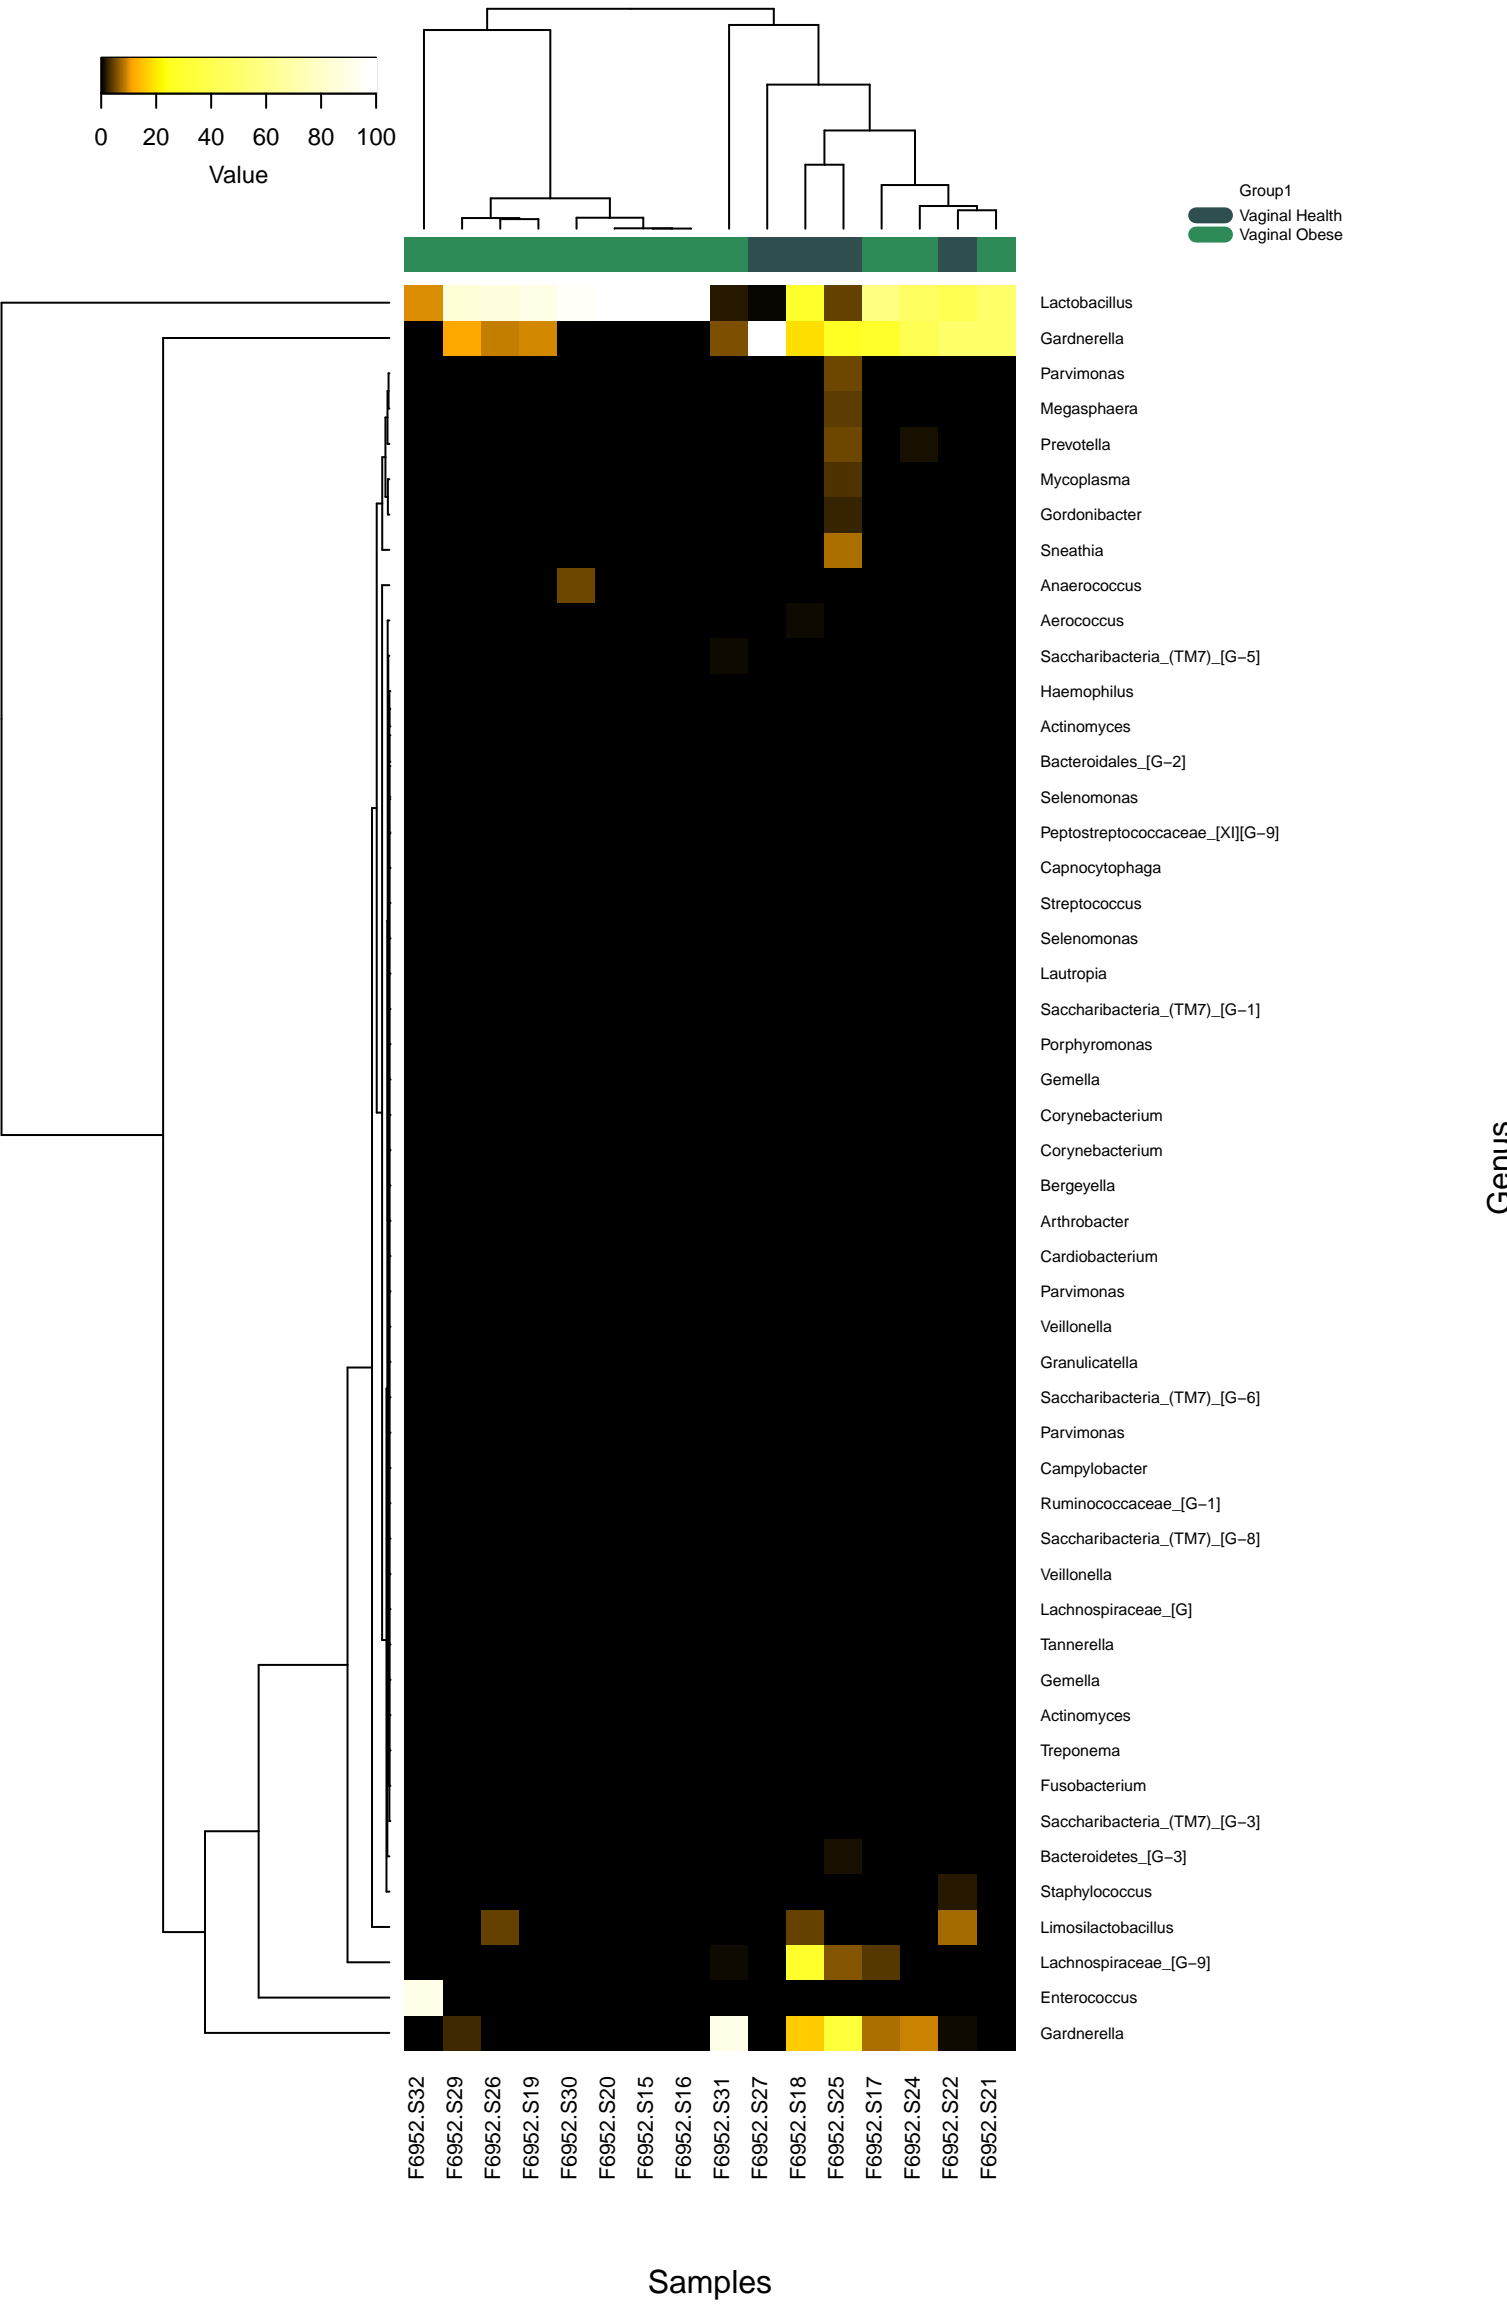 0 20 40 60 80 100
Value
Group1
Vaginal Health
Vaginal Obese
Lactobacillus
Gardnerella
Parvimonas
Megasphaera
Prevotella
Mycoplasma
Gordonibacter
Sneathia
Anaerococcus
Aerococcus
Saccharibacteria_(TM7)_[G−5]
Haemophilus
Actinomyces
Bacteroidales_[G−2]
Selenomonas
Peptostreptococcaceae_[XI][G−9]
Capnocytophaga
Streptococcus
Selenomonas
Lautropia
Saccharibacteria_(TM7)_[G−1]
Porphyromonas
Gemella
Corynebacterium
Corynebacterium
Bergeyella
Arthrobacter
Cardiobacterium
Parvimonas
Veillonella
Granulicatella
Saccharibacteria_(TM7)_[G−6]
Parvimonas
Campylobacter
Ruminococcaceae_[G−1]
Saccharibacteria_(TM7)_[G−8]
Veillonella
Lachnospiraceae_[G]
Tannerella
Gemella
Actinomyces
Treponema
Fusobacterium
Saccharibacteria_(TM7)_[G−3]
Bacteroidetes_[G−3]
Staphylococcus
Limosilactobacillus
Lachnospiraceae_[G−9]
Enterococcus
Gardnerella
Genus
F6952.S32
F6952.S29
F6952.S26
F6952.S19
F6952.S30
F6952.S20
F6952.S15
F6952.S16
F6952.S31
F6952.S27
F6952.S18
F6952.S25
F6952.S17
F6952.S24
F6952.S22
F6952.S21
Samples